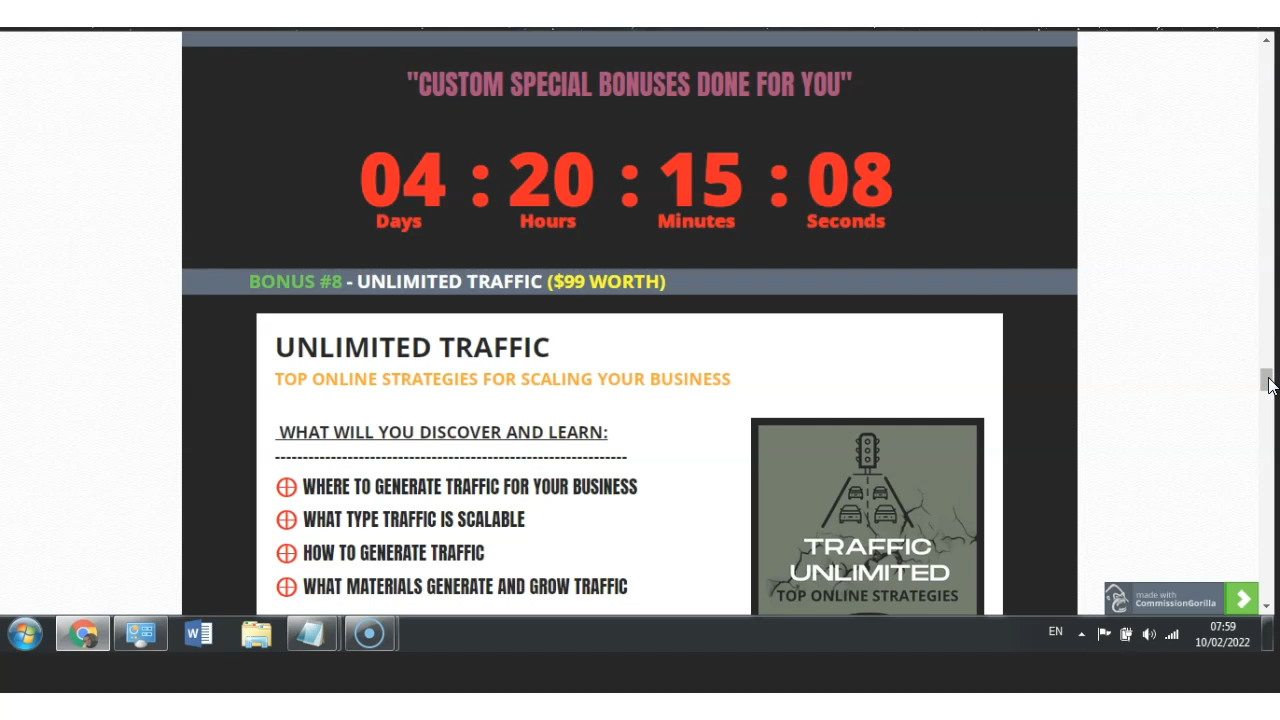 "CUSTOM SPECIAL BONUSES DONE FOR YOU"
04 : 20 : 15 : 08
Days Hours Minutes Seconds
BONUS #8 - UNLIMITED TRAFFIC ($99 WORTH)
UNLIMITED TRAFFIC
TOP ONLINE STRATEGIES FOR SCALING YOUR BUSINESS
WHAT WILL YOU DISCOVER AND LEARN:
---------------------------------------------------------------
WHERE TO GENERATE TRAFFIC FOR YOUR BUSINESS
WHAT TYPE TRAFFIC IS SCALABLE
HOW TO GENERATE TRAFFIC
WHAT MATERIALS GENERATE AND GROW TRAFFIC
TRAFFIC
UNLIMITED
TOP ONLINE STRATEGIES
made with
CommissionGorilla
EN
07:59
10/02/2022